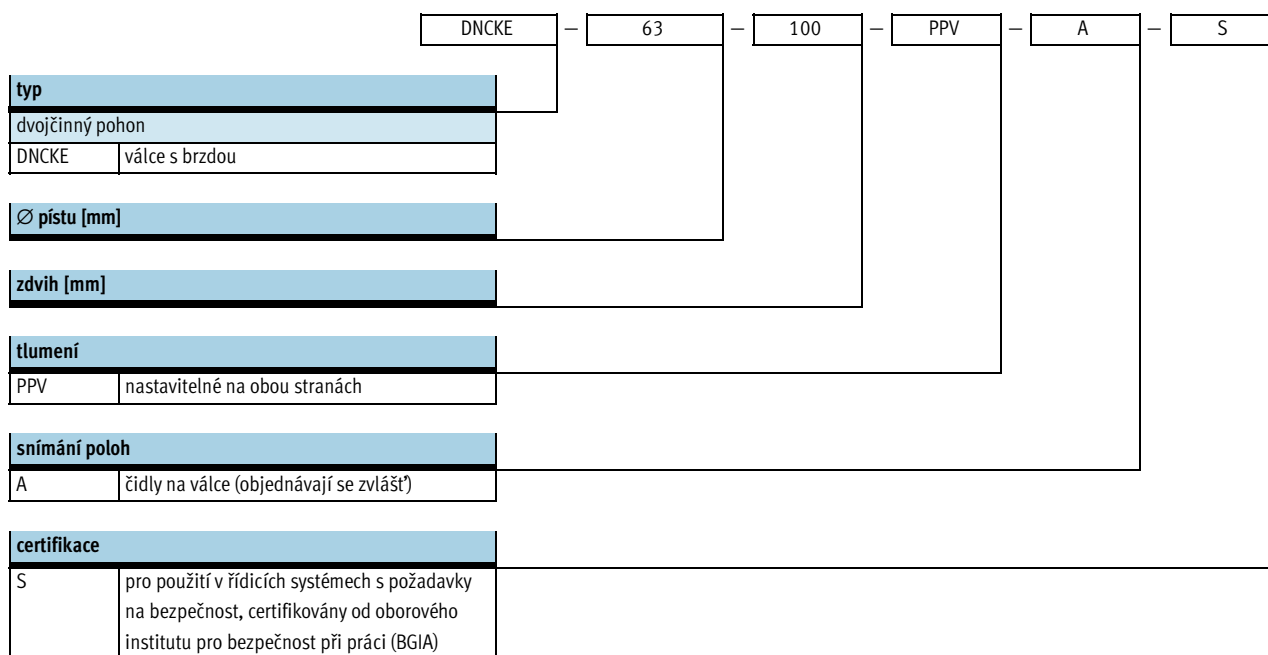 DNCKE – 63 – 100 – PPV – A – S
typ
dvojčinný pohon
DNCKE válce s brzdou
∅ pístu [mm]
zdvih [mm]
tlumení
PPV nastavitelné na obou stranách
snímání poloh
A čidly na válce (objednávají se zvlášť)
certifikace
S pro použití v řídicích systémech s požadavky
na bezpečnost, certifikovány od oborového
institutu pro bezpečnost při práci (BGIA)